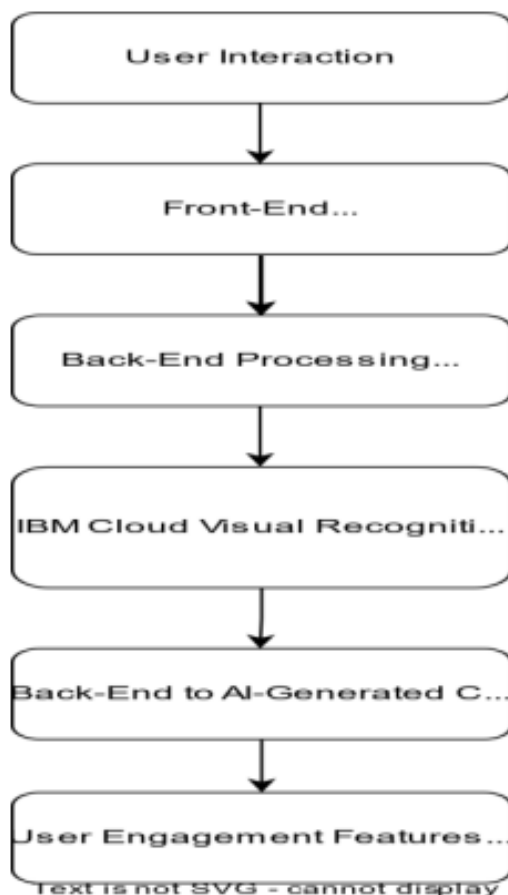 User Interaction
Front-End...
Back-End Processing...
IBM Cloud Visual Recogniti...
Back-End to AI-Generated C...
User Engagement Features...
Text is not SVG - cannot display